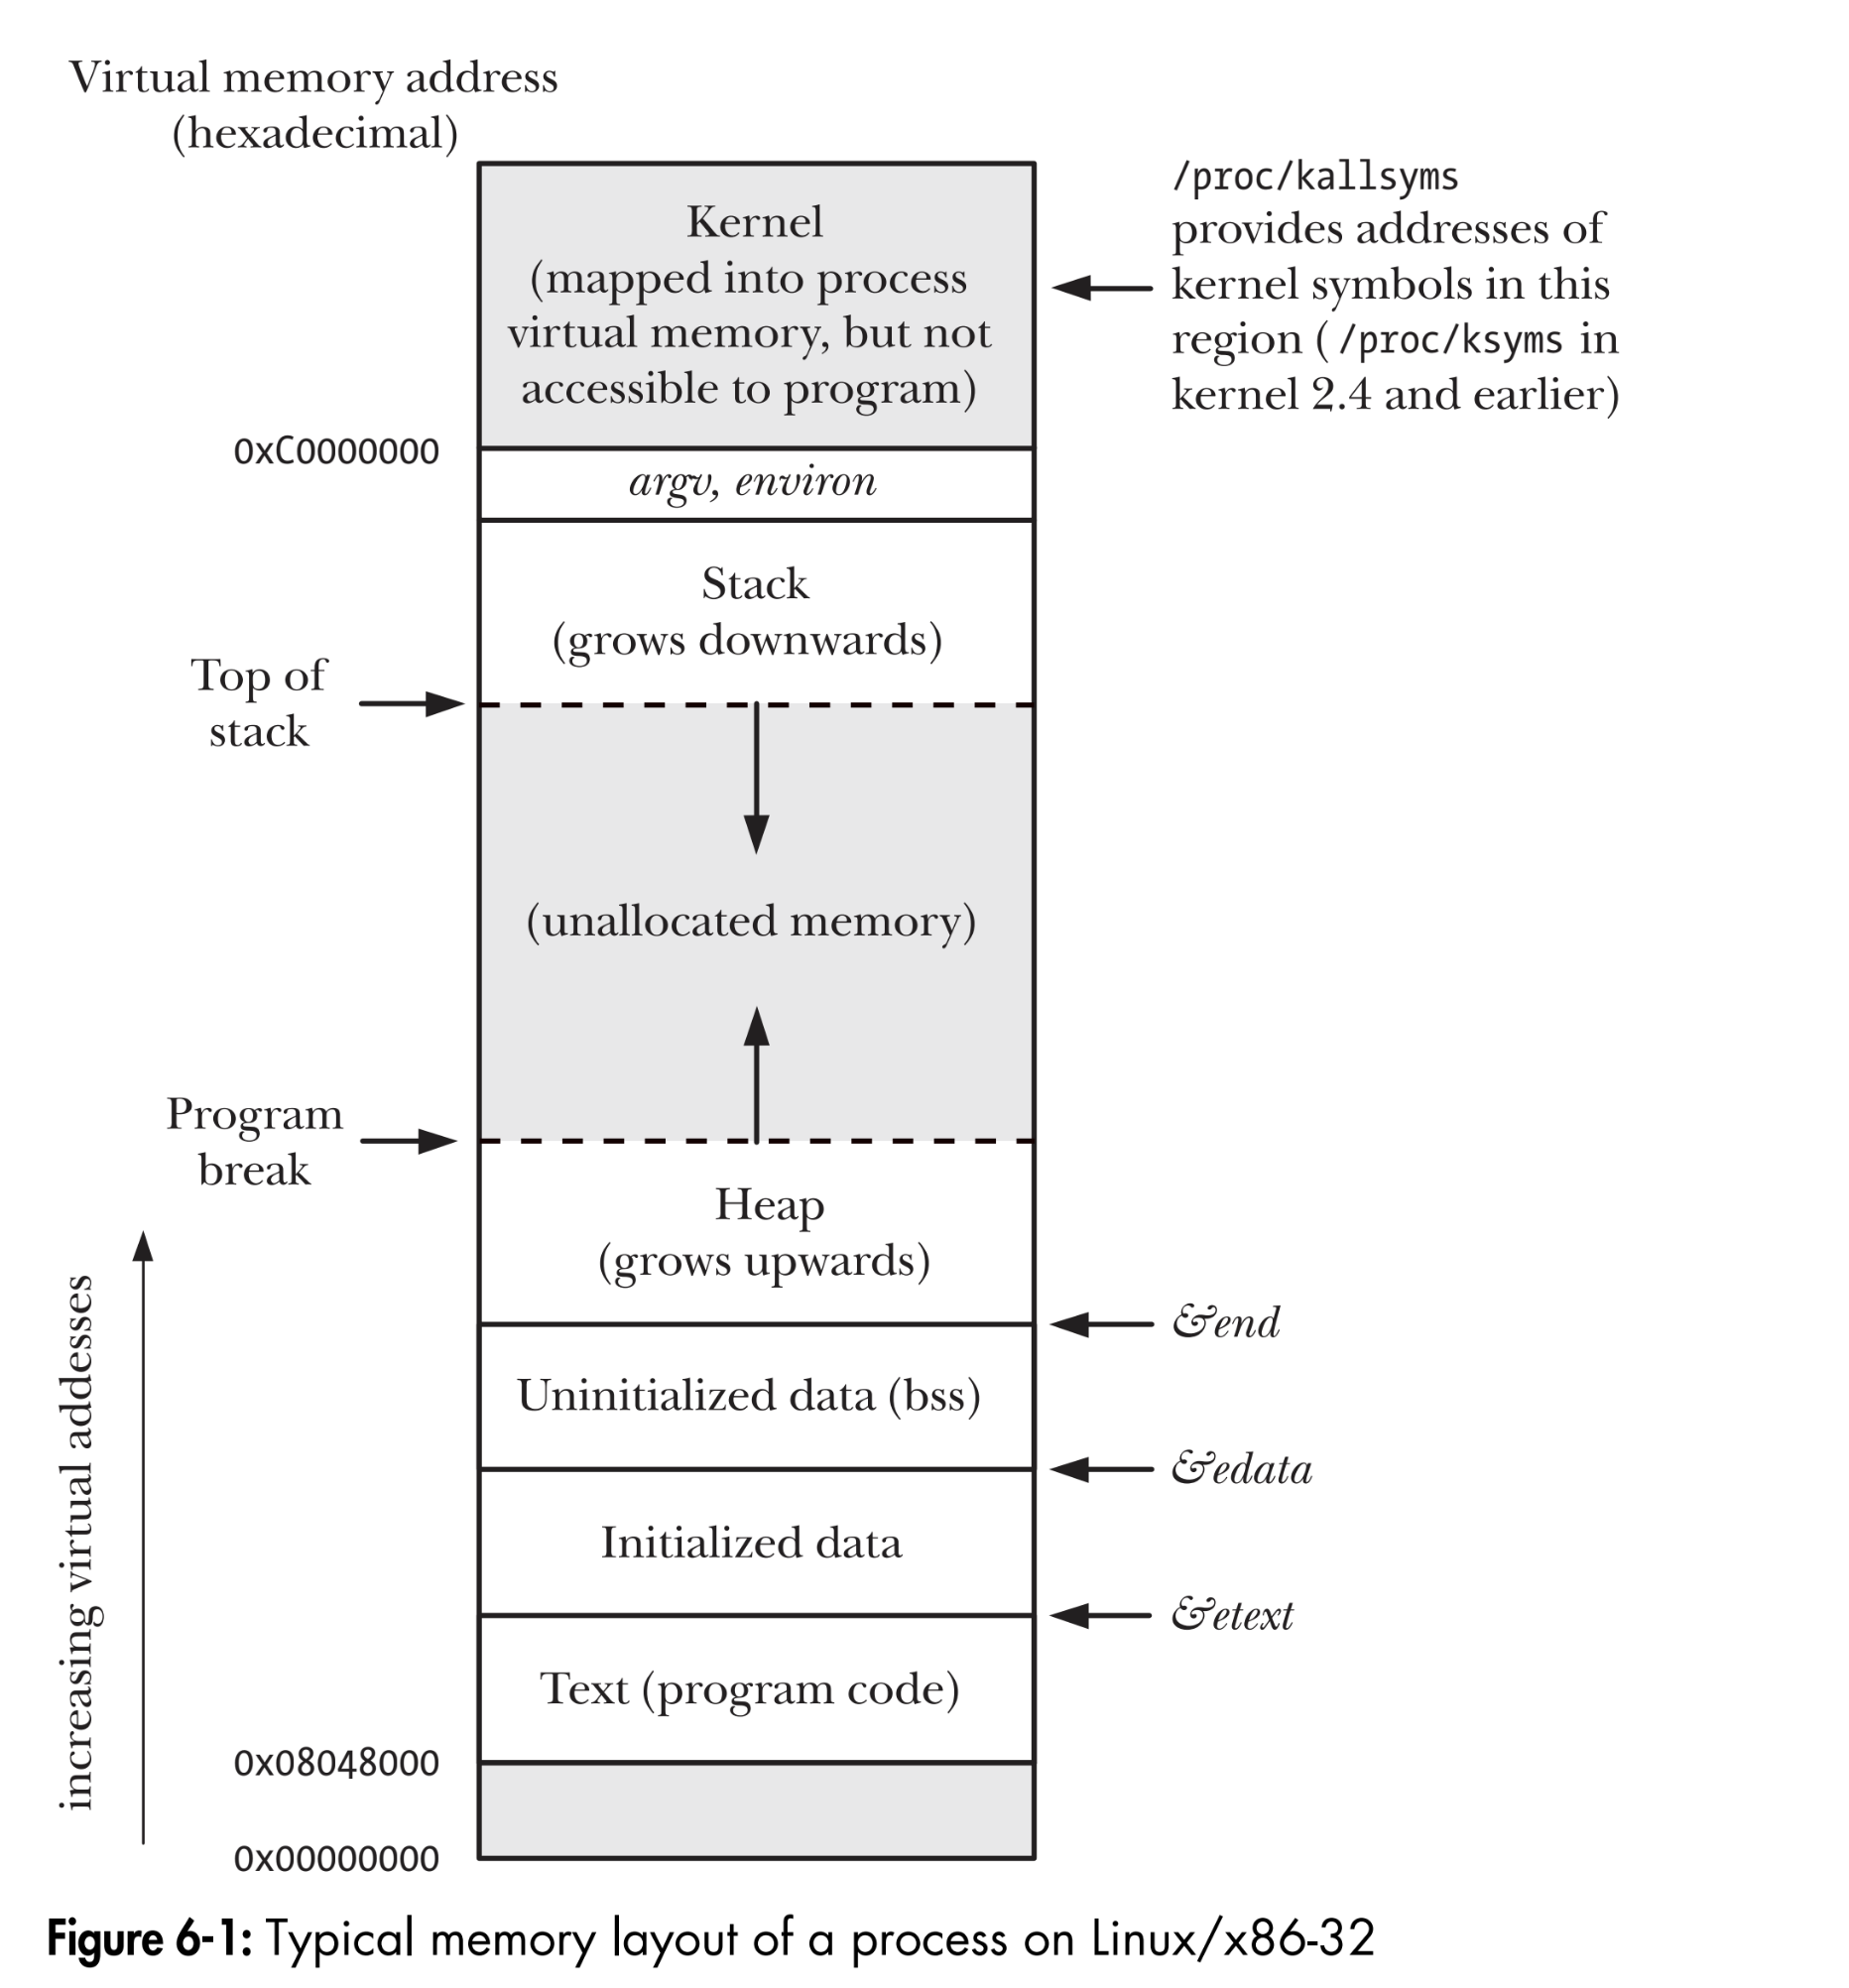 Virtual memory address
(hexadecimal)
/proc/kallsyms
provides addresses of
kernel symbols in this
region (/proc/ksyms in
kernel 2.4 and earlier)
Kernel
(mapped into process
virtual memory, but not
accessible to program)
0xC0000000
argv, environ
Stack
(grows downwards)
Top of
stack
(unallocated memory)
Program
break
Heap
(grows upwards)
&end
Uninitialized data (bss)
&edata
Initialized data
&etext
Text (program code)
increasing virtual addesses
0x08048000
0x00000000
Figure 6-1: Typical memory layout of a process on Linux/x86-32